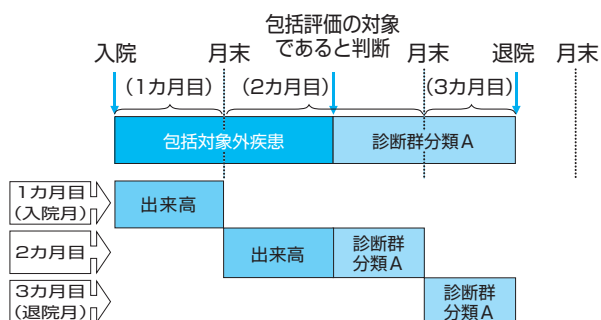 包括評価の対象
であると判断
入院
月末
月末
退院
月末
(1カ月目)
(2カ月目)
(3カ月目)
包括対象外疾患
診断群分類A
1カ月目
(入院月)
出来高
2カ月目
出来高
診断群
分類A
3カ月目
(退院月)
診断群
分類A